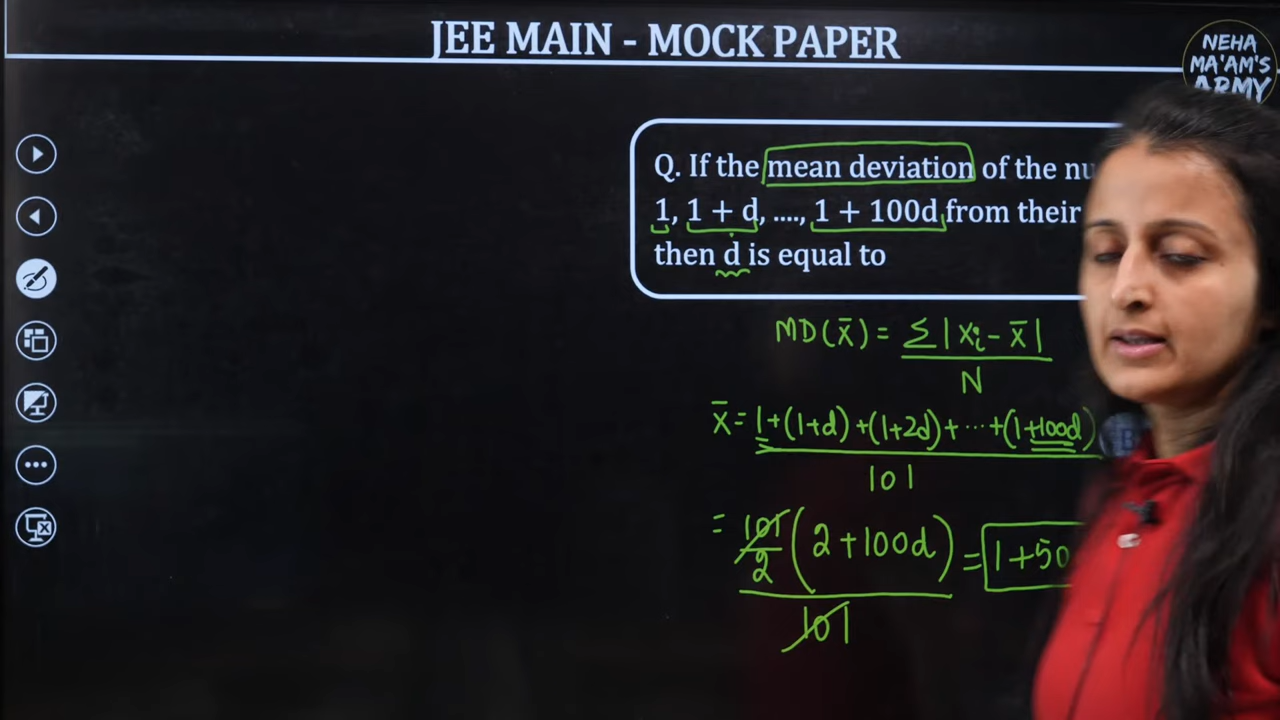 JEE MAIN - MOCK PAPER
NEHA
MA'AM'S
ARMY
Q. If the mean deviation of the
1, 1 + d, ...., 1 + 100d from their
then d is equal to
MD(x̄) = Σ|xi - x̄|
N
x̄ = 1+(1+d)+(1+2d)+⋯+(1+100d)
101
= 101/2 (2+100d) = 1+50
101